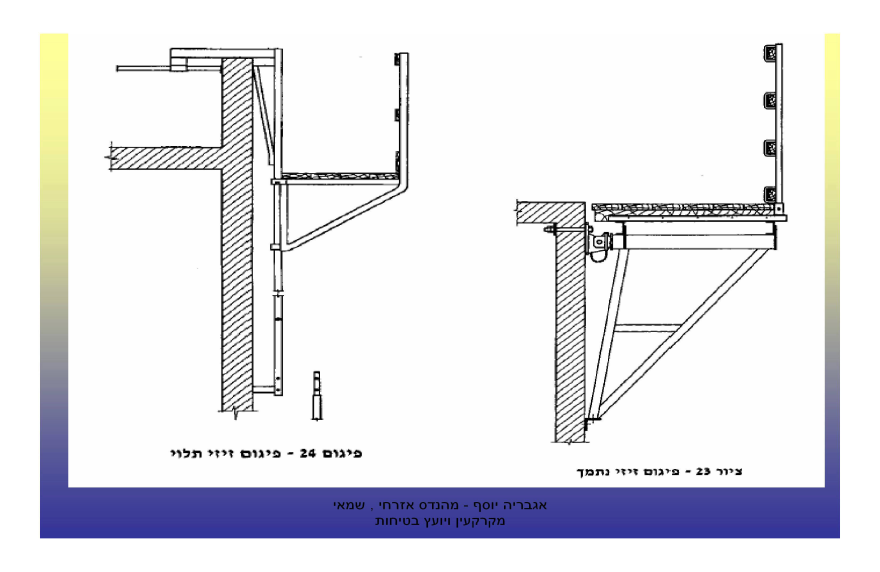 פיגום 24 - פיגום זיזי תלוי
ציור 23 - פיגום זיזי נתמך
אגבריה יוסף - מהנדס אזרחי , שמאי
מקרקעין ויועץ בטיחות